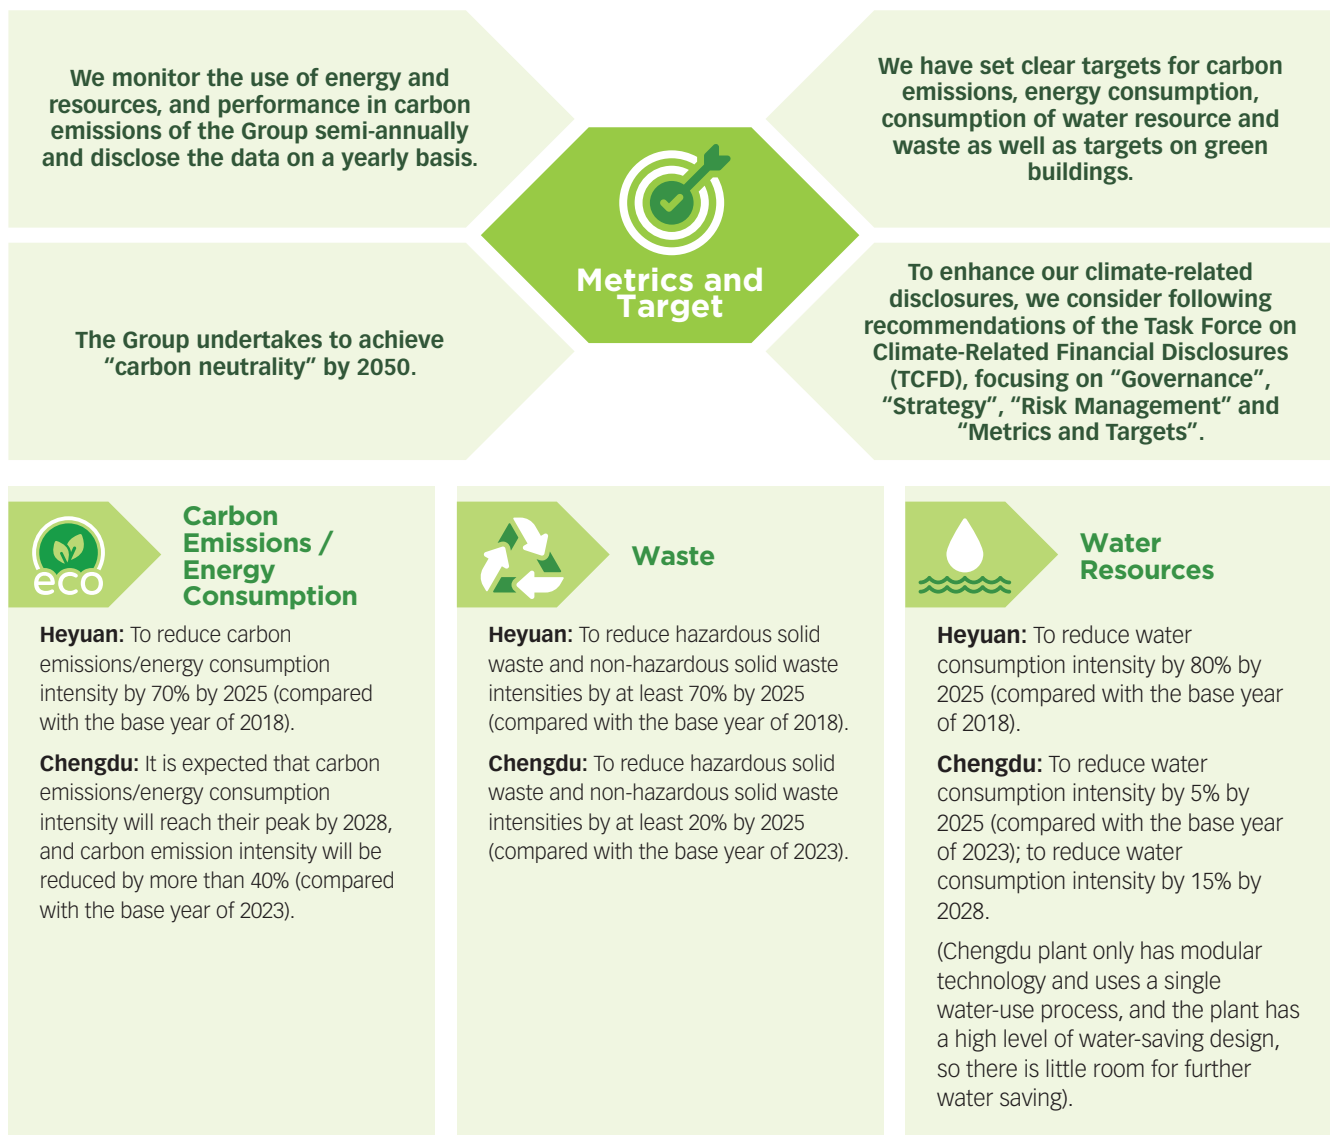 We monitor the use of energy and
resources, and performance in carbon
emissions of the Group semi-annually
and disclose the data on a yearly basis.
We have set clear targets for carbon
emissions, energy consumption,
consumption of water resource and
waste as well as targets on green
buildings.
Metrics and
Target
The Group undertakes to achieve
“carbon neutrality” by 2050.
To enhance our climate-related
disclosures, we consider following
recommendations of the Task Force on
Climate-Related Financial Disclosures
(TCFD), focusing on “Governance”,
“Strategy”, “Risk Management” and
“Metrics and Targets”.
eco
Carbon
Emissions /
Energy
Consumption
Heyuan: To reduce carbon
emissions/energy consumption
intensity by 70% by 2025 (compared
with the base year of 2018).
Chengdu: It is expected that carbon
emissions/energy consumption
intensity will reach their peak by 2028,
and carbon emission intensity will be
reduced by more than 40% (compared
with the base year of 2023).
Waste
Heyuan: To reduce hazardous solid
waste and non-hazardous solid waste
intensities by at least 70% by 2025
(compared with the base year of 2018).
Chengdu: To reduce hazardous solid
waste and non-hazardous solid waste
intensities by at least 20% by 2025
(compared with the base year of 2023).
Water
Resources
Heyuan: To reduce water
consumption intensity by 80% by
2025 (compared with the base year
of 2018).
Chengdu: To reduce water
consumption intensity by 5% by
2025 (compared with the base year
of 2023); to reduce water
consumption intensity by 15% by
2028.
(Chengdu plant only has modular
technology and uses a single
water-use process, and the plant has
a high level of water-saving design,
so there is little room for further
water saving).